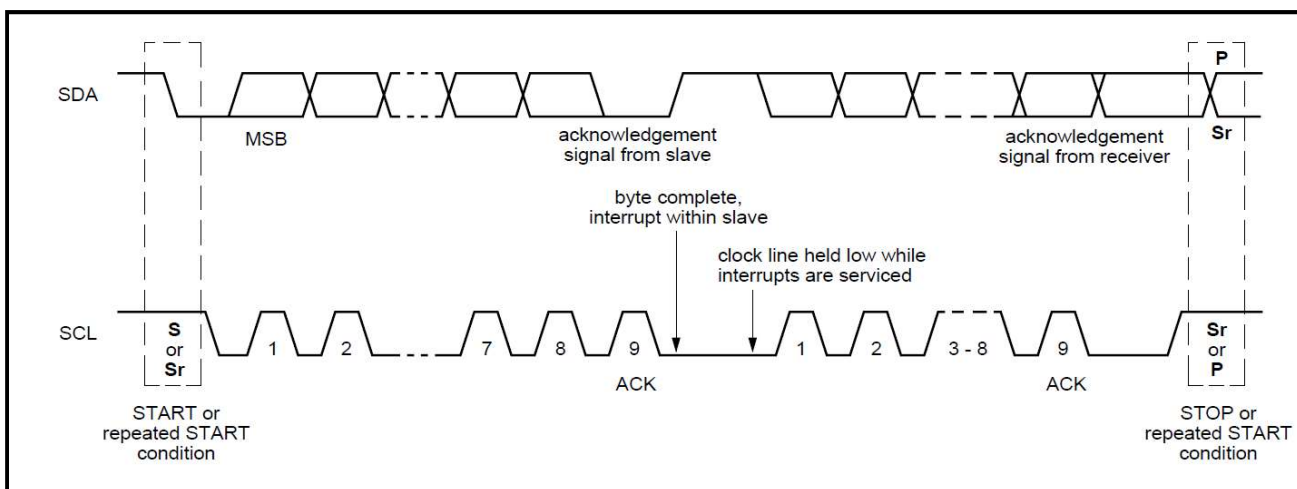 P
SDA
MSB
acknowledgement
signal from slave
acknowledgement
signal from receiver
Sr
byte complete,
interrupt within slave
clock line held low while
interrupts are serviced
SCL
S
or
Sr
1
2
7
8
9
1
2
3 - 8
9
Sr
or
P
ACK
ACK
START or
repeated START
condition
STOP or
repeated START
condition